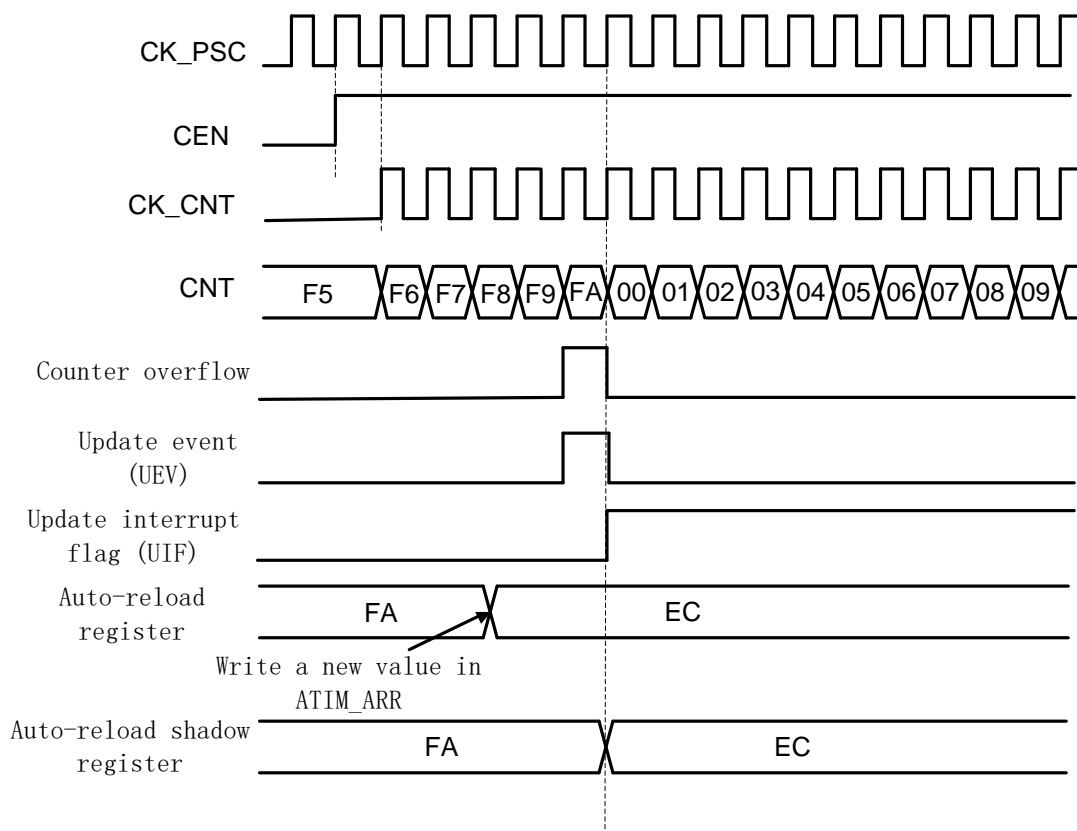 CK_PSC
CEN
CK_CNT
CNT F5 F6 F7 F8 F9 FA 00 01 02 03 04 05 06 07 08 09
Counter overflow
Update event
(UEV)
Update interrupt
flag (UIF)
Auto-reload
register
FA EC
Write a new value in
ATIM_ARR
Auto-reload shadow
register
FA EC